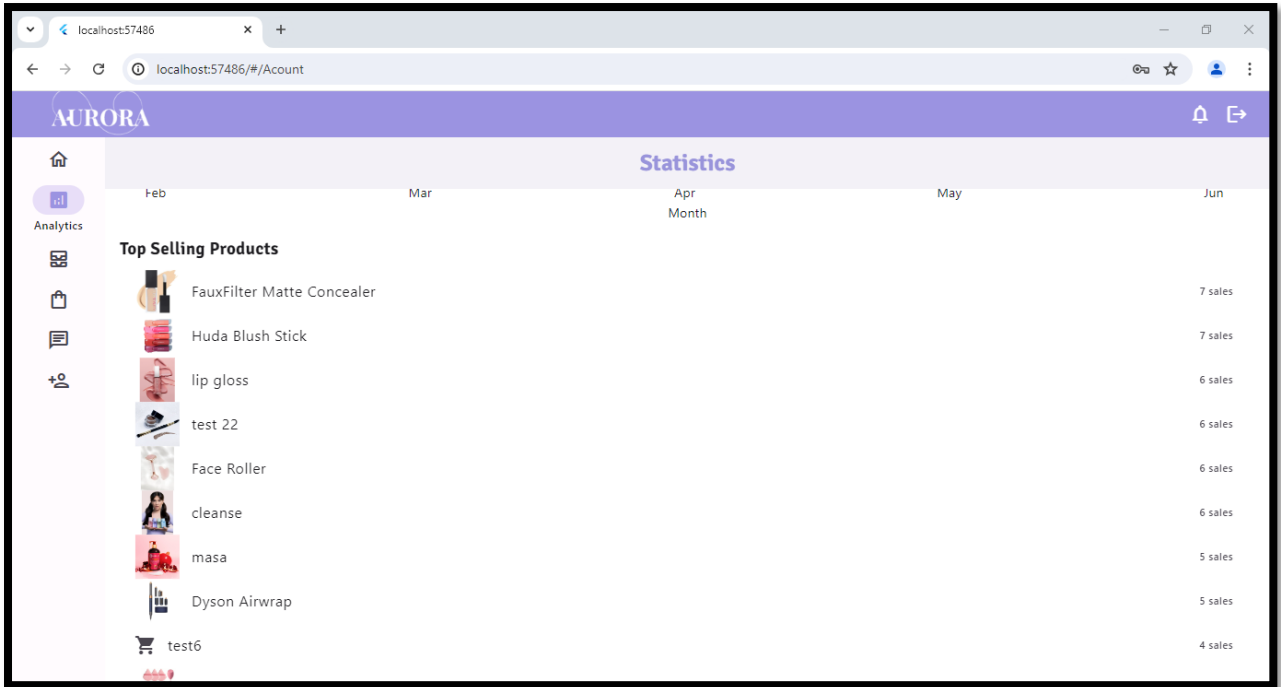 localhost:57486
localhost:57486/#/Acount
AURORA
Statistics
Feb Mar Apr May Jun
Month
Analytics
Top Selling Products
FauxFilter Matte Concealer 7 sales
Huda Blush Stick 7 sales
lip gloss 6 sales
test 22 6 sales
Face Roller 6 sales
cleanse 6 sales
masa 5 sales
Dyson Airwrap 5 sales
test6 4 sales